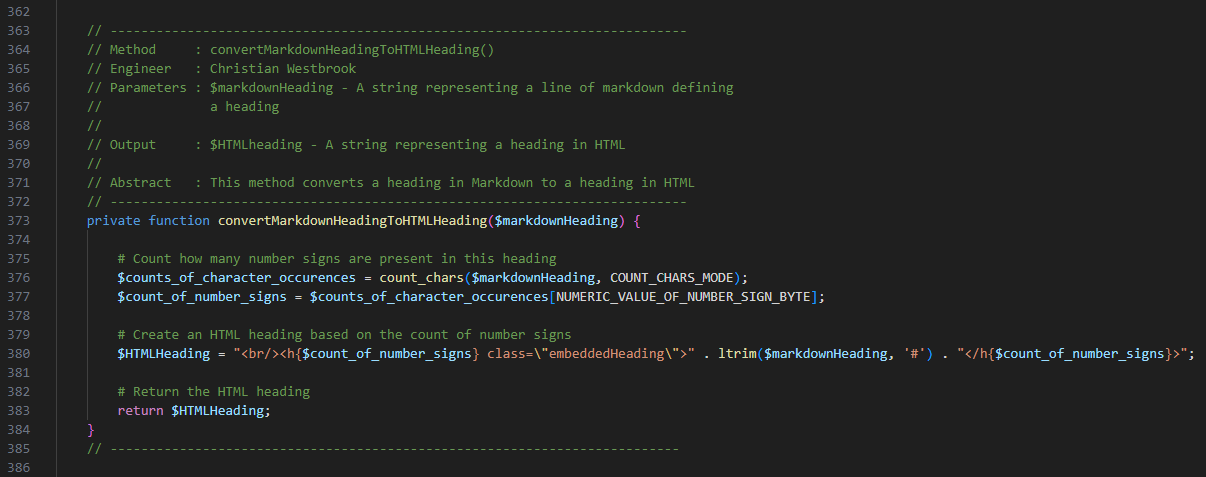 362
363 // ---------------------------------------------------------------------------
364 // Method     : convertMarkdownHeadingToHTMLHeading()
365 // Engineer   : Christian Westbrook
366 // Parameters : $markdownHeading - A string representing a line of markdown defining
367 //              a heading
368 //
369 // Output     : $HTMLheading - A string representing a heading in HTML
370 //
371 // Abstract   : This method converts a heading in Markdown to a heading in HTML
372 // ---------------------------------------------------------------------------
373 private function convertMarkdownHeadingToHTMLHeading($markdownHeading) {
374
375     # Count how many number signs are present in this heading
376     $counts_of_character_occurences = count_chars($markdownHeading, COUNT_CHARS_MODE);
377     $count_of_number_signs = $counts_of_character_occurences[NUMERIC_VALUE_OF_NUMBER_SIGN_BYTE];
378
379     # Create an HTML heading based on the count of number signs
380     $HTMLHeading = "<br/><h{$count_of_number_signs} class=\"embeddedHeading\">" . ltrim($markdownHeading, '#') . "</h{$count_of_number_signs}>";
381
382     # Return the HTML heading
383     return $HTMLHeading;
384 }
385 // --------------------------------------------------------------------------
386